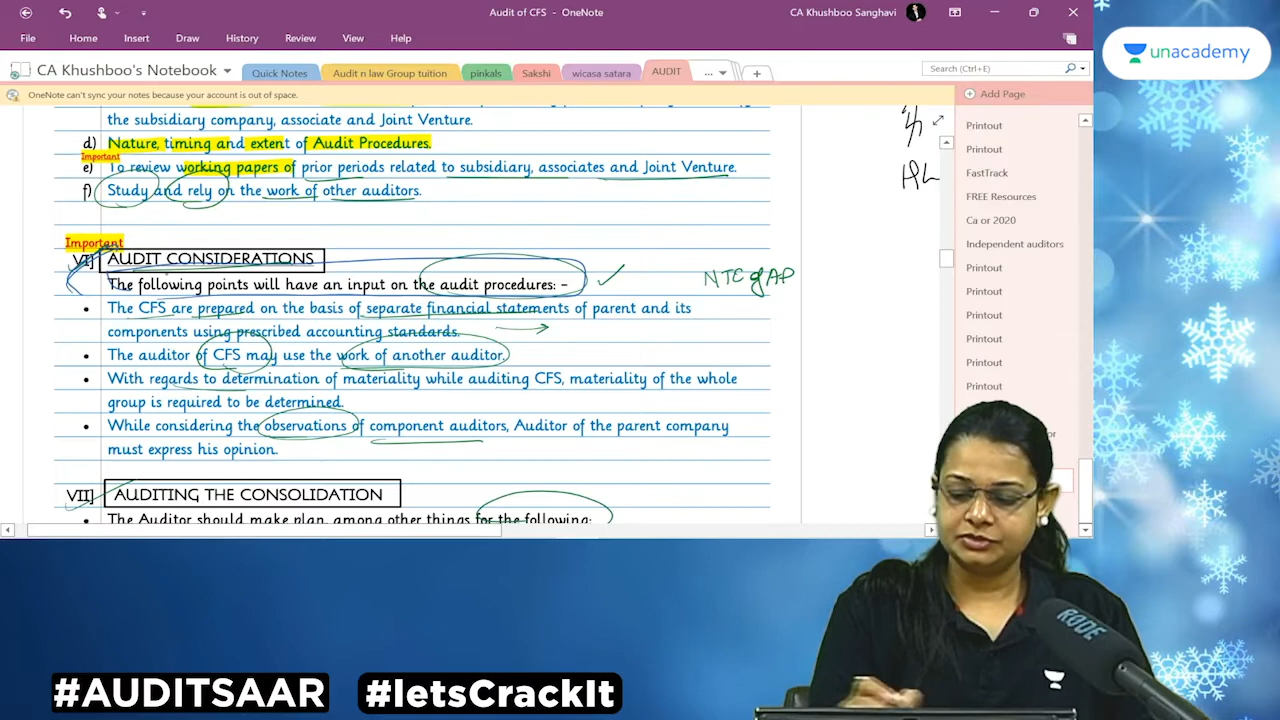 Audit of CFS - OneNote
CA Khushboo Sanghavi
File Home Insert Draw History Review View Help
CA Khushboo's Notebook
Quick Notes
Audit n law Group tuition
pinkals
Sakshi
wicasa satara
AUDIT
...
Search (Ctrl+E)
OneNote can't sync your notes because your account is out of space.
Add Page
the subsidiary company, associate and Joint Venture.
d) Nature, timing and extent of Audit Procedures.
Important
e) To review working papers of prior periods related to subsidiary, associates and Joint Venture.
f) Study and rely on the work of other auditors.
Important
VI] AUDIT CONSIDERATIONS
The following points will have an input on the audit procedures: -
NTE of AP
• The CFS are prepared on the basis of separate financial statements of parent and its
components using prescribed accounting standards.
• The auditor of CFS may use the work of another auditor.
• With regards to determination of materiality while auditing CFS, materiality of the whole
group is required to be determined.
• While considering the observations of component auditors, Auditor of the parent company
must express his opinion.
VII] AUDITING THE CONSOLIDATION
• The Auditor should make plan, among other things for the following:
Printout
Printout
FastTrack
FREE Resources
Ca or 2020
Independent auditors
Printout
Printout
Printout
Printout
Printout
Printout
or
unacademy
RODE
#AUDITSAAR
#letsCrackIt